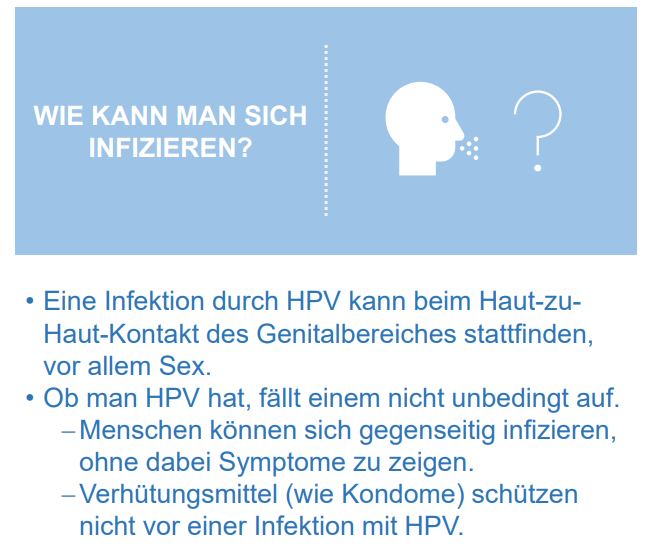 WIE KANN MAN SICH
INFIZIEREN?
• Eine Infektion durch HPV kann beim Haut-zu-
Haut-Kontakt des Genitalbereiches stattfinden,
vor allem Sex.
• Ob man HPV hat, fällt einem nicht unbedingt auf.
– Menschen können sich gegenseitig infizieren,
ohne dabei Symptome zu zeigen.
– Verhütungsmittel (wie Kondome) schützen
nicht vor einer Infektion mit HPV.